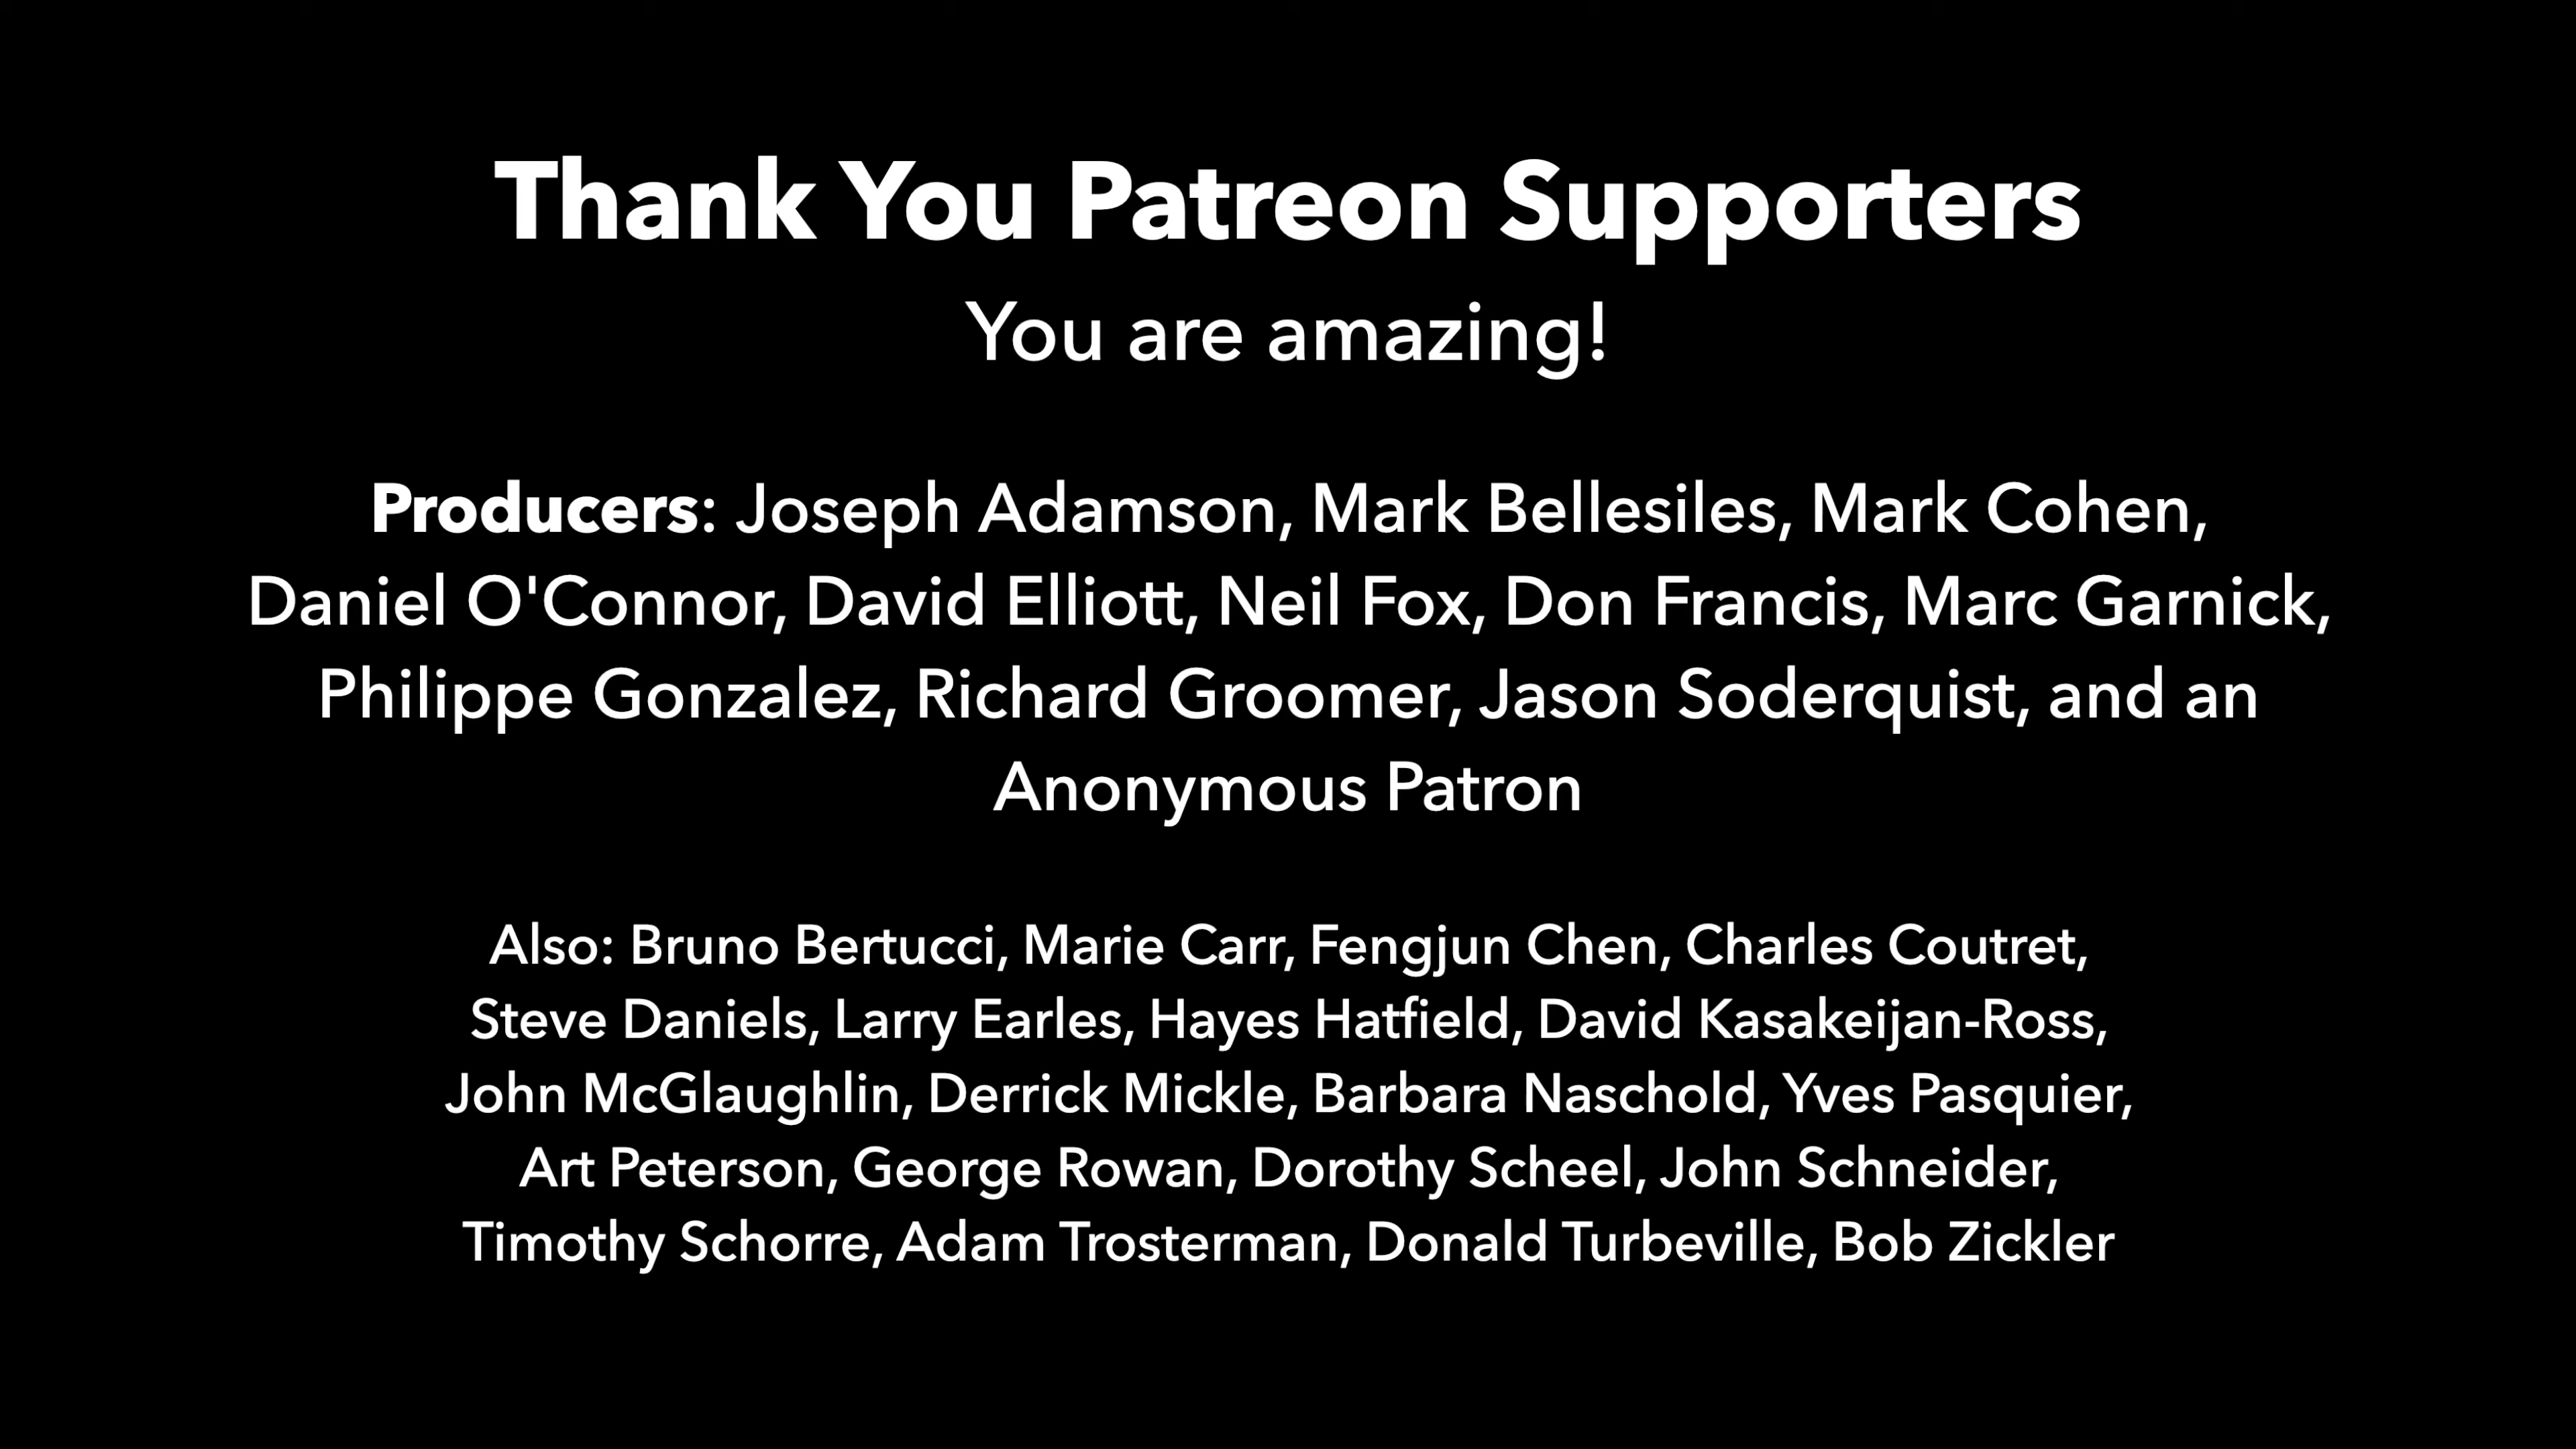 Thank You Patreon Supporters
You are amazing!
Producers: Joseph Adamson, Mark Bellesiles, Mark Cohen,
Daniel O'Connor, David Elliott, Neil Fox, Don Francis, Marc Garnick,
Philippe Gonzalez, Richard Groomer, Jason Soderquist, and an
Anonymous Patron
Also: Bruno Bertucci, Marie Carr, Fengjun Chen, Charles Coutret,
Steve Daniels, Larry Earles, Hayes Hatfield, David Kasakeijan-Ross,
John McGlaughlin, Derrick Mickle, Barbara Naschold, Yves Pasquier,
Art Peterson, George Rowan, Dorothy Scheel, John Schneider,
Timothy Schorre, Adam Trosterman, Donald Turbeville, Bob Zickler